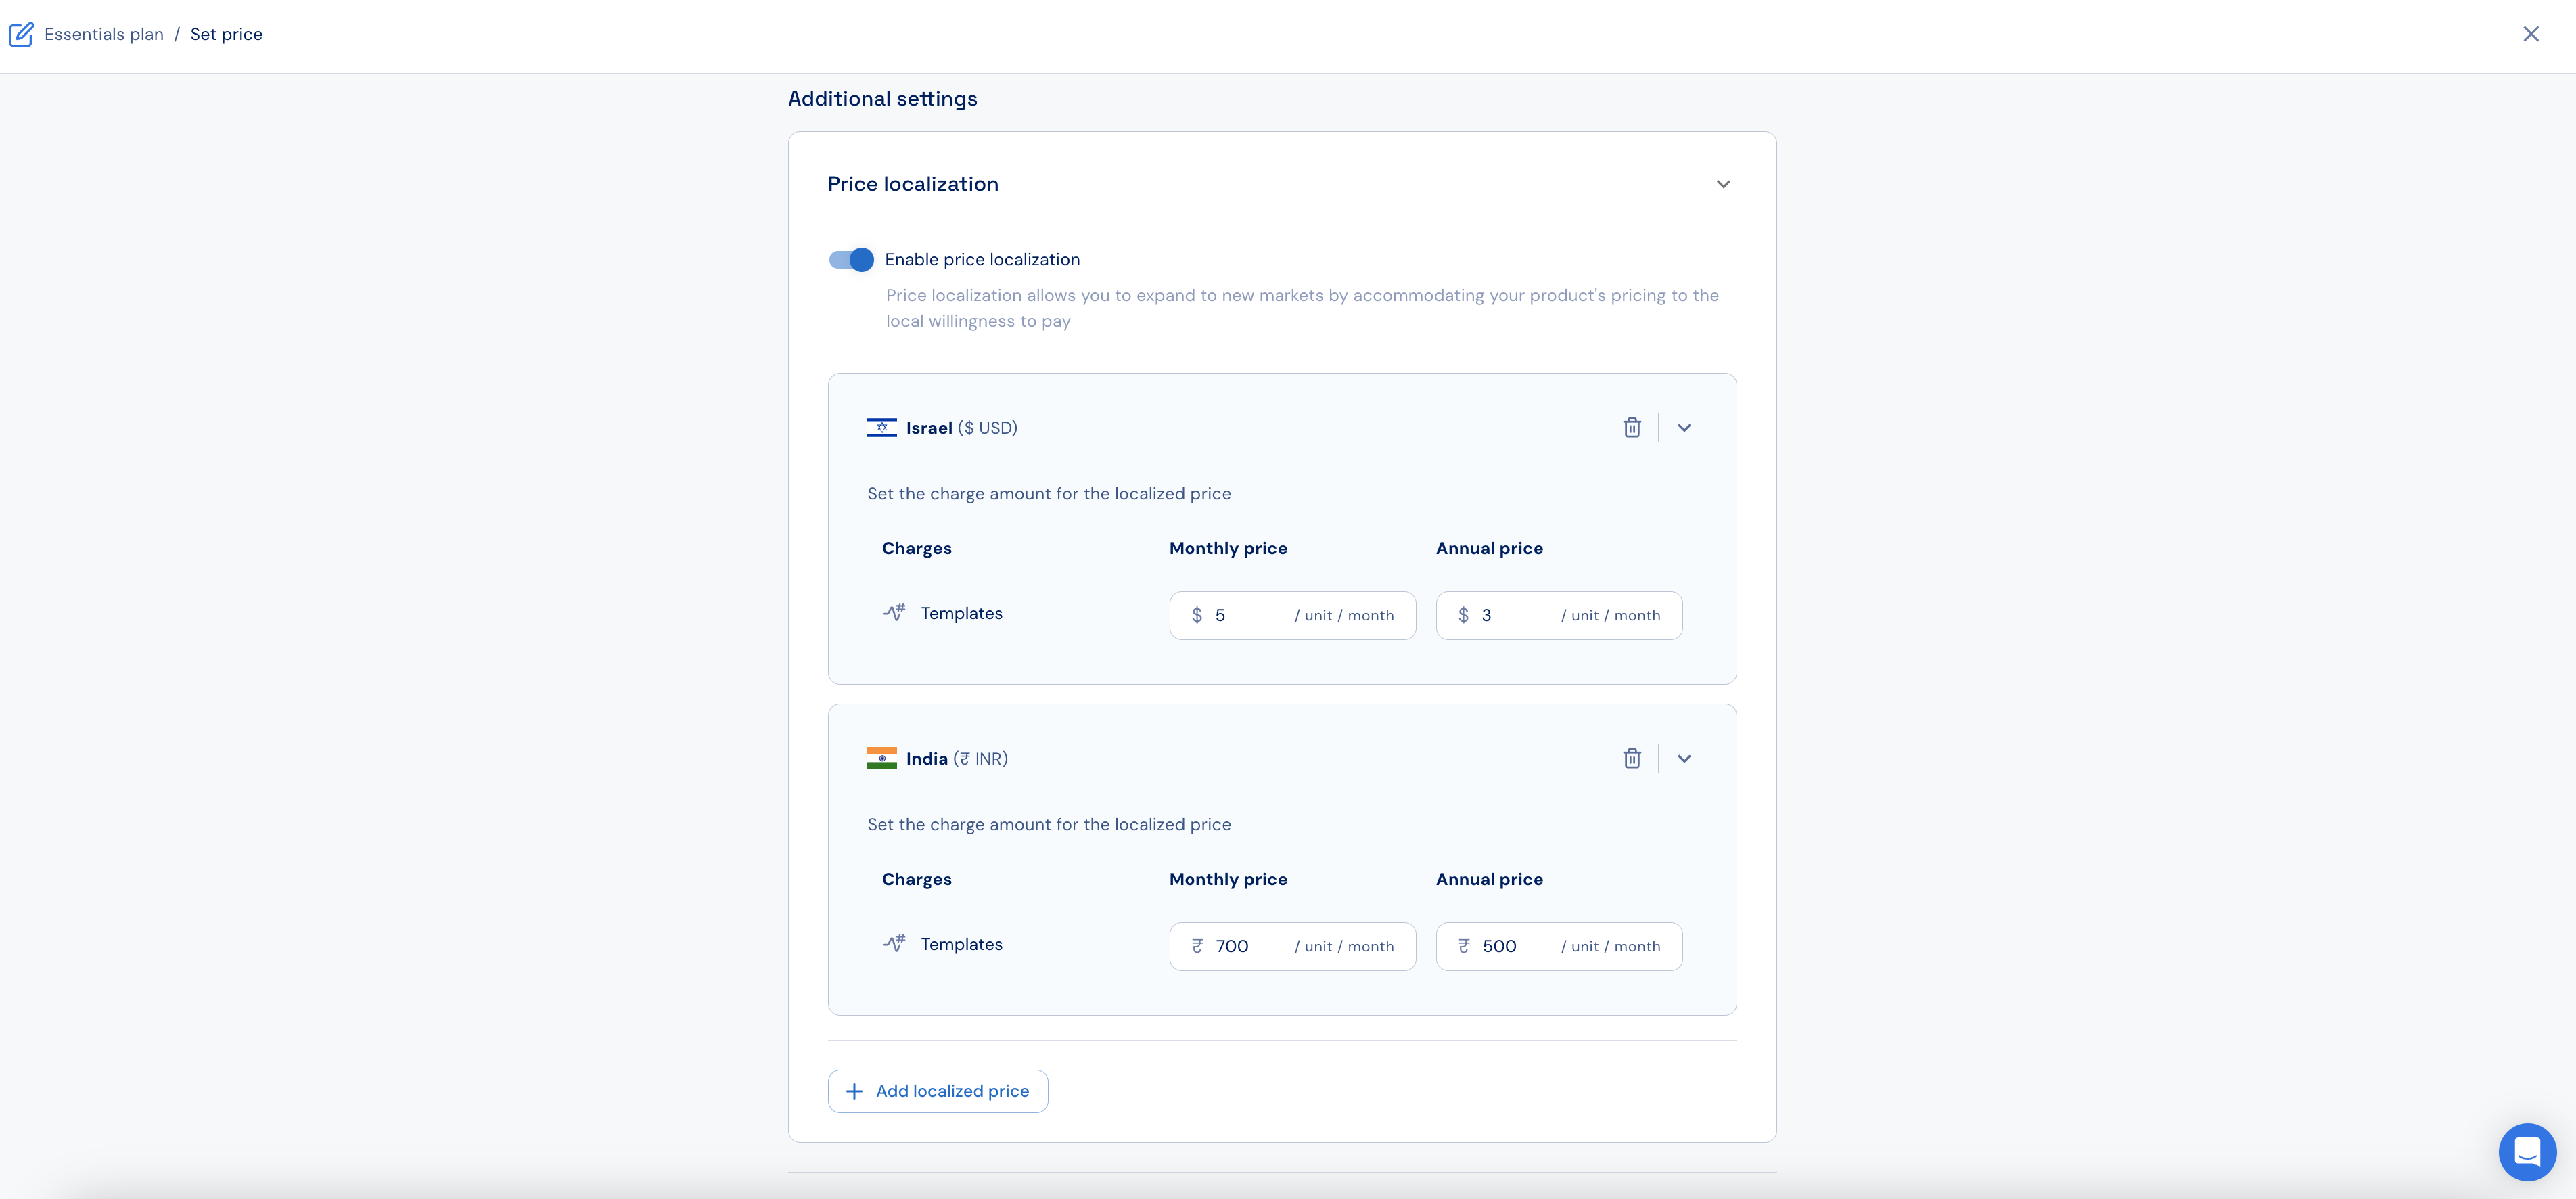 Essentials plan / Set price
Additional settings
Price localization
Enable price localization
Price localization allows you to expand to new markets by accommodating your product's pricing to the
local willingness to pay
Israel ($ USD)
Set the charge amount for the localized price
Charges Monthly price Annual price
Templates $ 5 / unit / month $ 3 / unit / month
India (₹ INR)
Set the charge amount for the localized price
Charges Monthly price Annual price
Templates ₹ 700 / unit / month ₹ 500 / unit / month
Add localized price